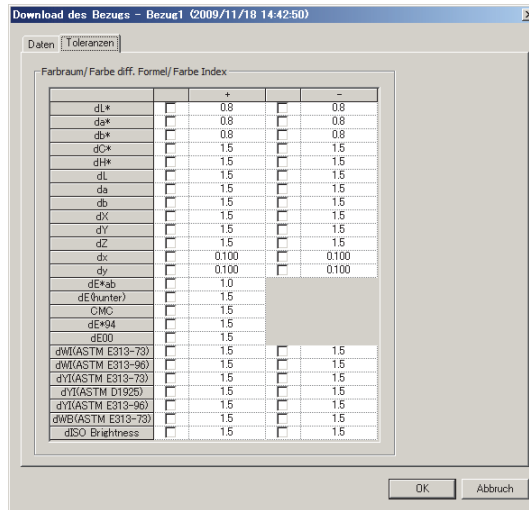 Download des Bezugs - Bezug1 (2009/11/18 14:42:50)
Daten Toleranzen
Farbraum/ Farbe diff. Formel/ Farbe Index
+ -
dL* 0.8 0.8
da* 0.8 0.8
db* 0.8 0.8
dC* 1.5 1.5
dH* 1.5 1.5
dL 1.5 1.5
da 1.5 1.5
db 1.5 1.5
dX 1.5 1.5
dY 1.5 1.5
dZ 1.5 1.5
dx 0.100 0.100
dy 0.100 0.100
dE*ab 1.0
dE(hunter) 1.5
CMC 1.5
dE*94 1.5
dE00 1.5
dWI(ASTM E313-73) 1.5 1.5
dWI(ASTM E313-96) 1.5 1.5
dYI(ASTM E313-73) 1.5 1.5
dYI(ASTM D1925) 1.5 1.5
dYI(ASTM E313-96) 1.5 1.5
dWB(ASTM E313-73) 1.5 1.5
dISO Brightness 1.5 1.5
OK Abbruch